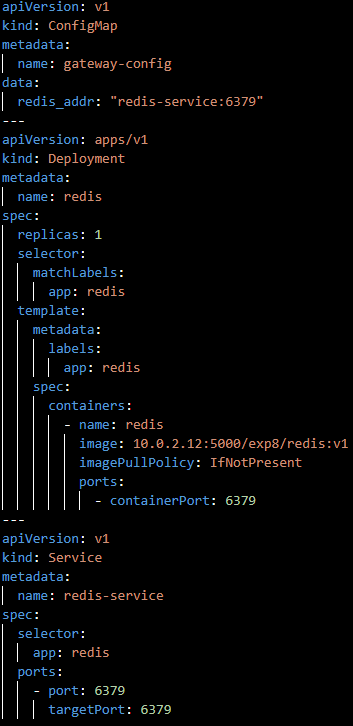 apiVersion: v1
kind: ConfigMap
metadata:
  name: gateway-config
data:
  redis_addr: "redis-service:6379"
---
apiVersion: apps/v1
kind: Deployment
metadata:
  name: redis
spec:
  replicas: 1
  selector:
    matchLabels:
      app: redis
  template:
    metadata:
      labels:
        app: redis
    spec:
      containers:
        - name: redis
          image: 10.0.2.12:5000/exp8/redis:v1
          imagePullPolicy: IfNotPresent
          ports:
            - containerPort: 6379
---
apiVersion: v1
kind: Service
metadata:
  name: redis-service
spec:
  selector:
    app: redis
  ports:
    - port: 6379
      targetPort: 6379